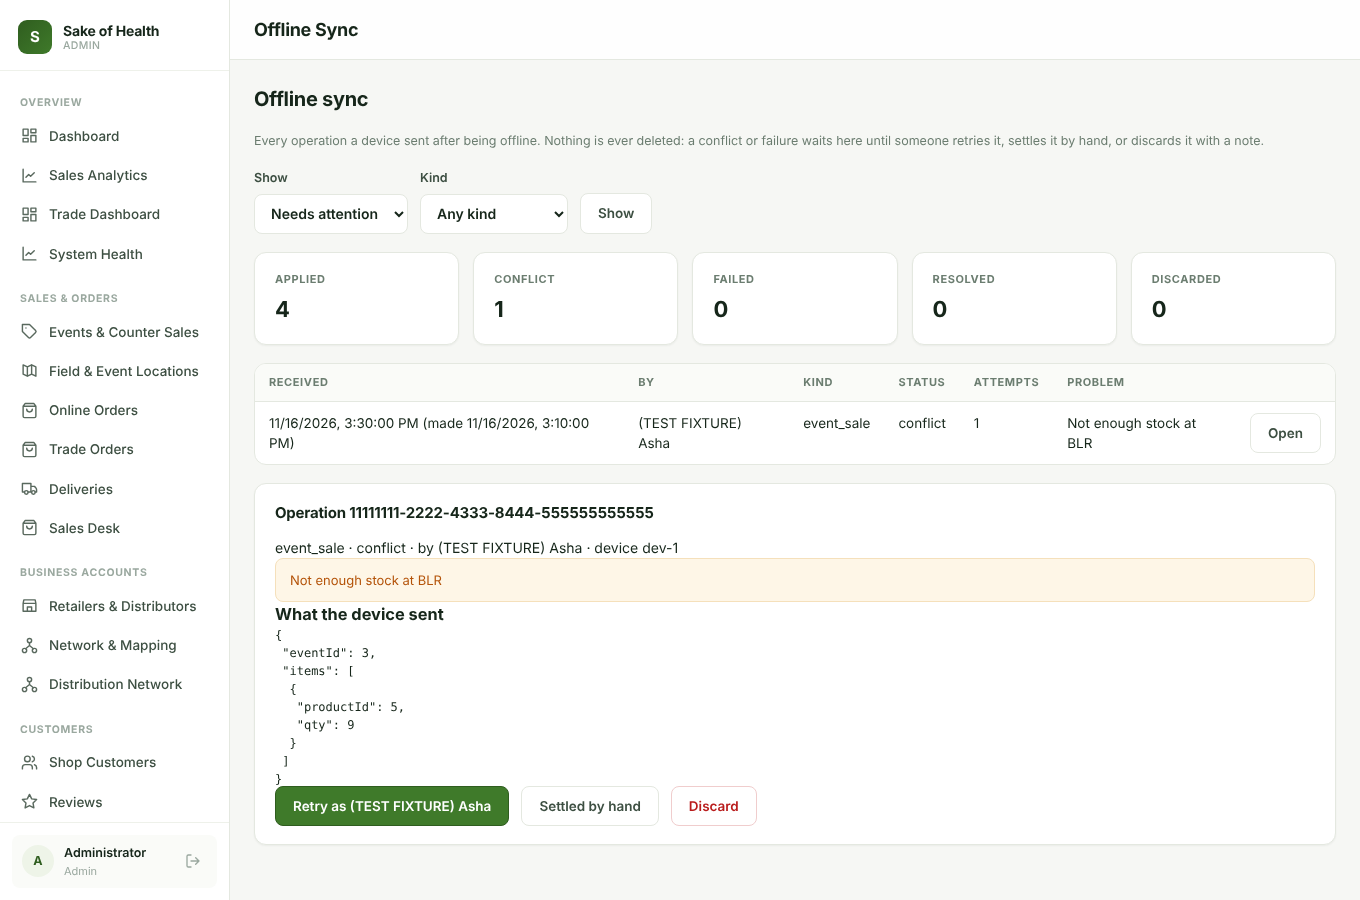 S
Sake of Health
ADMIN
OVERVIEW
Dashboard
Sales Analytics
Trade Dashboard
System Health
SALES & ORDERS
Events & Counter Sales
Field & Event Locations
Online Orders
Trade Orders
Deliveries
Sales Desk
BUSINESS ACCOUNTS
Retailers & Distributors
Network & Mapping
Distribution Network
CUSTOMERS
Shop Customers
Reviews
A
Administrator
Admin
Offline Sync
Offline sync
Every operation a device sent after being offline. Nothing is ever deleted: a conflict or failure waits here until someone retries it, settles it by hand, or discards it with a note.
Show Kind
Needs attention Any kind Show
APPLIED CONFLICT FAILED RESOLVED DISCARDED
4 1 0 0 0
RECEIVED BY KIND STATUS ATTEMPTS PROBLEM
11/16/2026, 3:30:00 PM (made 11/16/2026, 3:10:00 (TEST FIXTURE) event_sale conflict 1 Not enough stock at
PM) Asha BLR
Open
Operation 11111111-2222-4333-8444-555555555555
event_sale · conflict · by (TEST FIXTURE) Asha · device dev-1
Not enough stock at BLR
What the device sent
{
"eventId": 3,
"items": [
{
"productId": 5,
"qty": 9
}
]
}
Retry as (TEST FIXTURE) Asha Settled by hand Discard